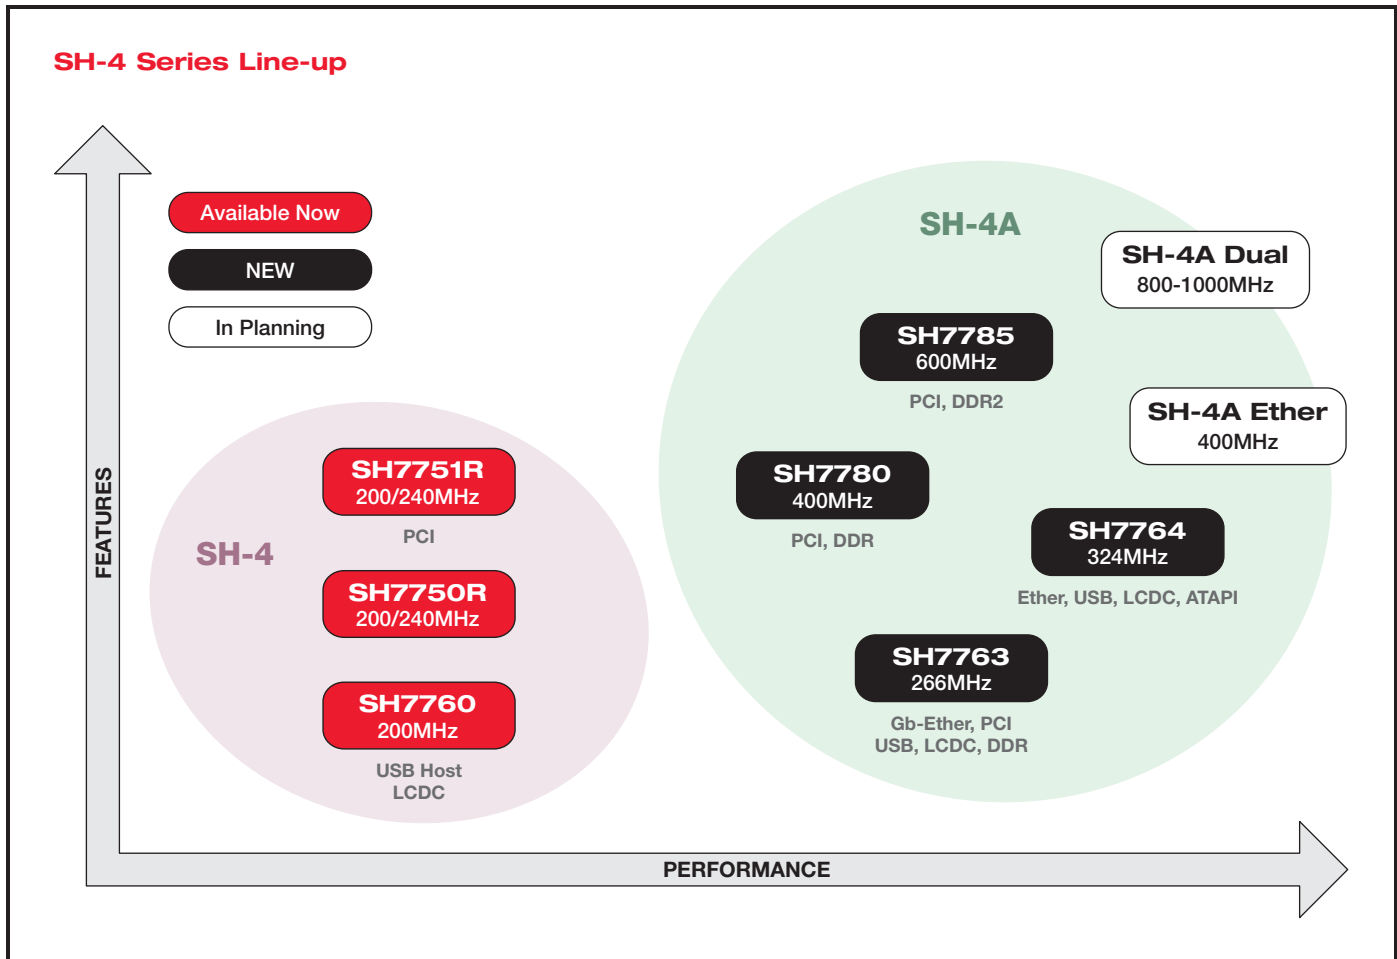 SH-4 Series Line-up
Available Now
NEW
In Planning
FEATURES
SH-4
SH7751R
200/240MHz
PCI
SH7750R
200/240MHz
SH7760
200MHz
USB Host
LCDC
SH-4A
SH-4A Dual
800-1000MHz
SH7785
600MHz
PCI, DDR2
SH-4A Ether
400MHz
SH7780
400MHz
PCI, DDR
SH7764
324MHz
Ether, USB, LCDC, ATAPI
SH7763
266MHz
Gb-Ether, PCI
USB, LCDC, DDR
PERFORMANCE